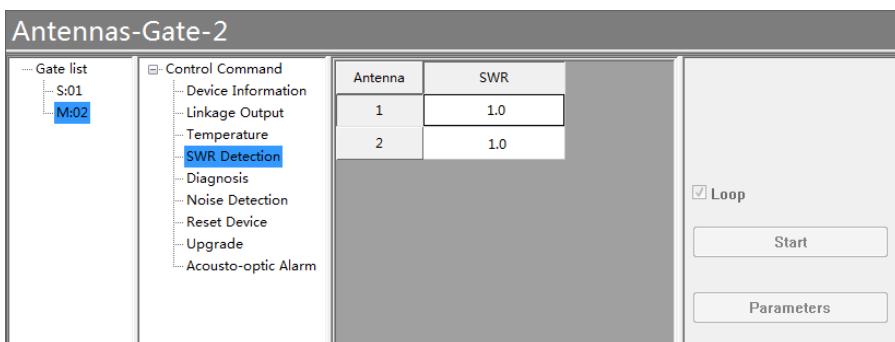 Antennas-Gate-2
Gate list
S:01
M:02
Control Command
Device Information
Linkage Output
Temperature
SWR Detection
Diagnosis
Noise Detection
Reset Device
Upgrade
Acousto-optic Alarm
Antenna SWR
1 1.0
2 1.0
Loop
Start
Parameters